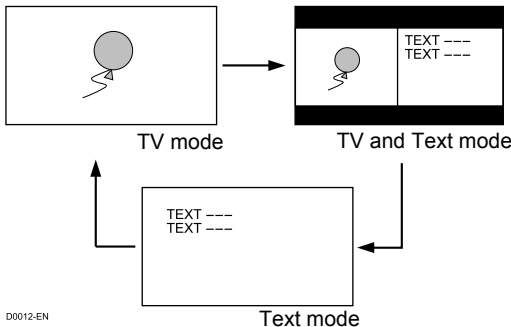 TEXT −−−
TEXT −−−
TV mode
TV and Text mode
TEXT −−−
TEXT −−−
D0012-EN
Text mode